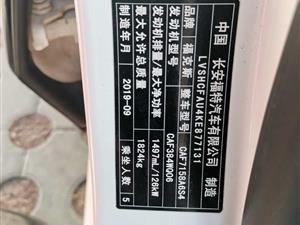 中国 长安福特汽车有限公司 制造
LVSHCFAU4KE877131
品牌 福克斯 整车型号 CAF7158A6S4
发动机型号 CAF384WQ06
发动机排量/最大净功率 1497mL/126kW
最大允许总质量 1824kg
制造年月 2019-09 乘坐人数 5